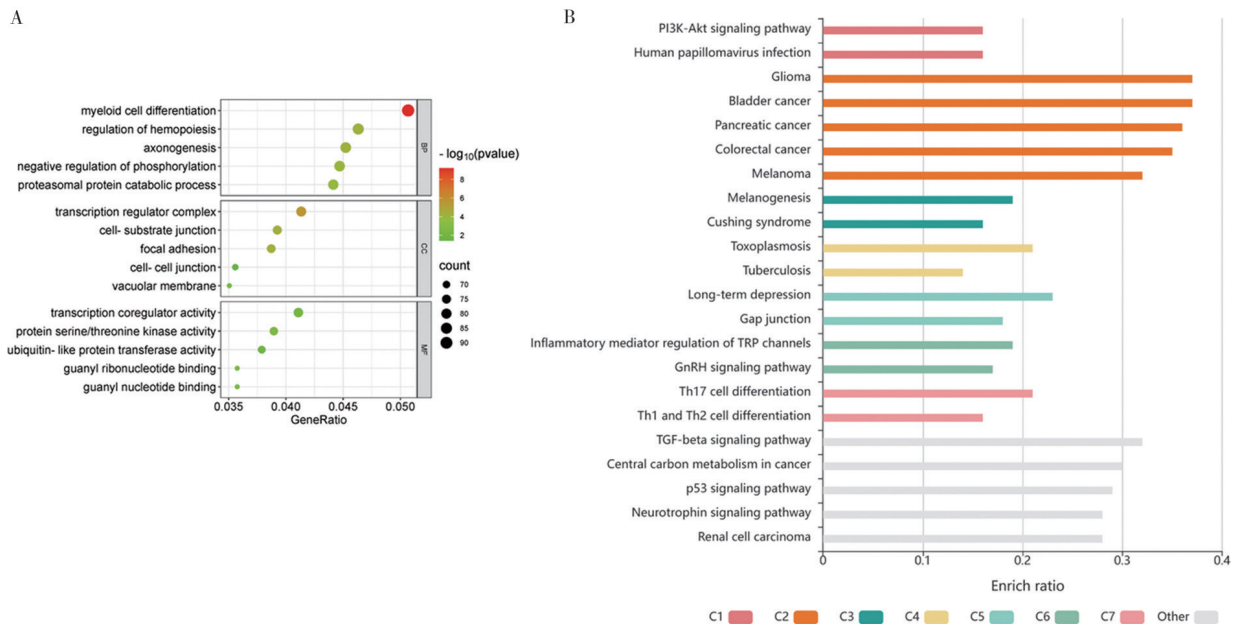 A
myeloid cell differentiation
regulation of hemopoiesis
axonogenesis
negative regulation of phosphorylation
proteasomal protein catabolic process
BP
transcription regulator complex
cell- substrate junction
focal adhesion
cell- cell junction
vacuolar membrane
CC
transcription coregulator activity
protein serine/threonine kinase activity
ubiquitin- like protein transferase activity
guanyl ribonucleotide binding
guanyl nucleotide binding
MF
0.035 0.040 0.045 0.050
GeneRatio
- log10(pvalue)
8
6
4
2
count
70
75
80
85
90
B
PI3K-Akt signaling pathway
Human papillomavirus infection
Glioma
Bladder cancer
Pancreatic cancer
Colorectal cancer
Melanoma
Melanogenesis
Cushing syndrome
Toxoplasmosis
Tuberculosis
Long-term depression
Gap junction
Inflammatory mediator regulation of TRP channels
GnRH signaling pathway
Th17 cell differentiation
Th1 and Th2 cell differentiation
TGF-beta signaling pathway
Central carbon metabolism in cancer
p53 signaling pathway
Neurotrophin signaling pathway
Renal cell carcinoma
0 0.1 0.2 0.3 0.4
Enrich ratio
C1 C2 C3 C4 C5 C6 C7 Other